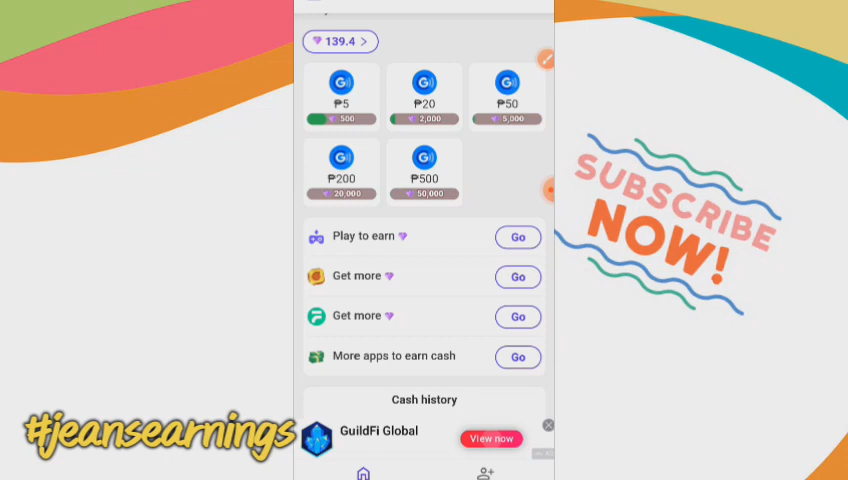 139.4 >
₱5
₱20
₱50
500
2,000
5,000
₱200
₱500
20,000
50,000
Play to earn
Go
Get more
Go
Get more
Go
More apps to earn cash
Go
Cash history
GuildFi Global
View now
#jeansearnings
SUBSCRIBE
NOW!